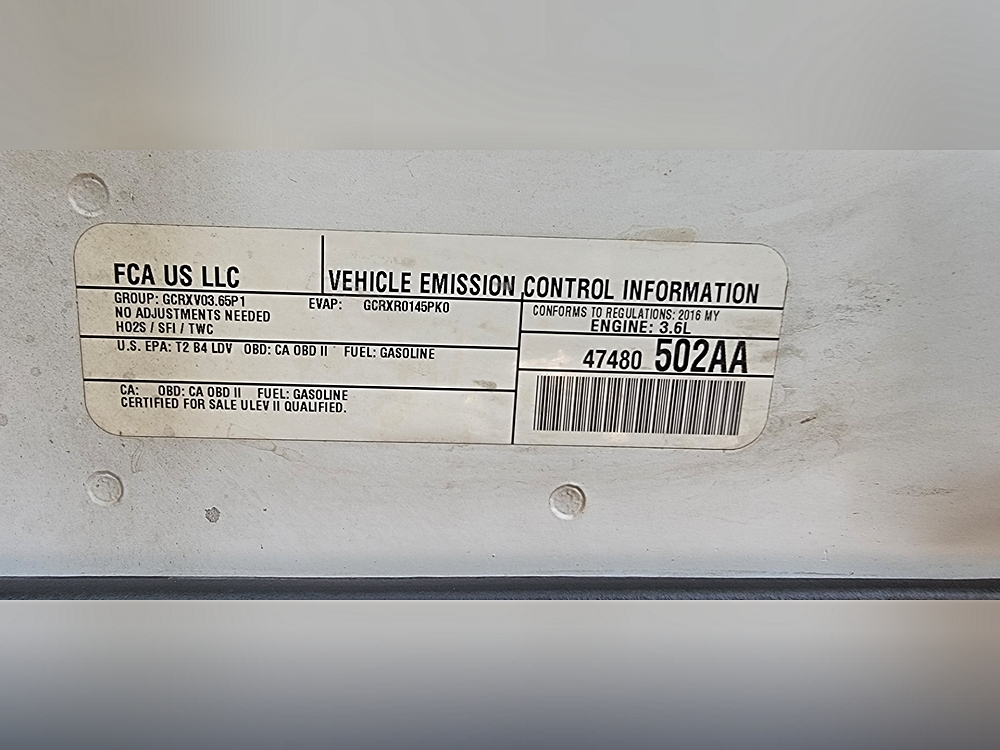 FCA US LLC
VEHICLE EMISSION CONTROL INFORMATION
GROUP: GCRXV03.65P1 EVAP: GCRXR0145PK0
NO ADJUSTMENTS NEEDED
HO2S / SFI / TWC
CONFORMS TO REGULATIONS: 2016 MY
ENGINE: 3.6L
U.S. EPA: T2 B4 LDV OBD: CA OBD II FUEL: GASOLINE
47480 502AA
CA: OBD: CA OBD II FUEL: GASOLINE
CERTIFIED FOR SALE ULEV II QUALIFIED.